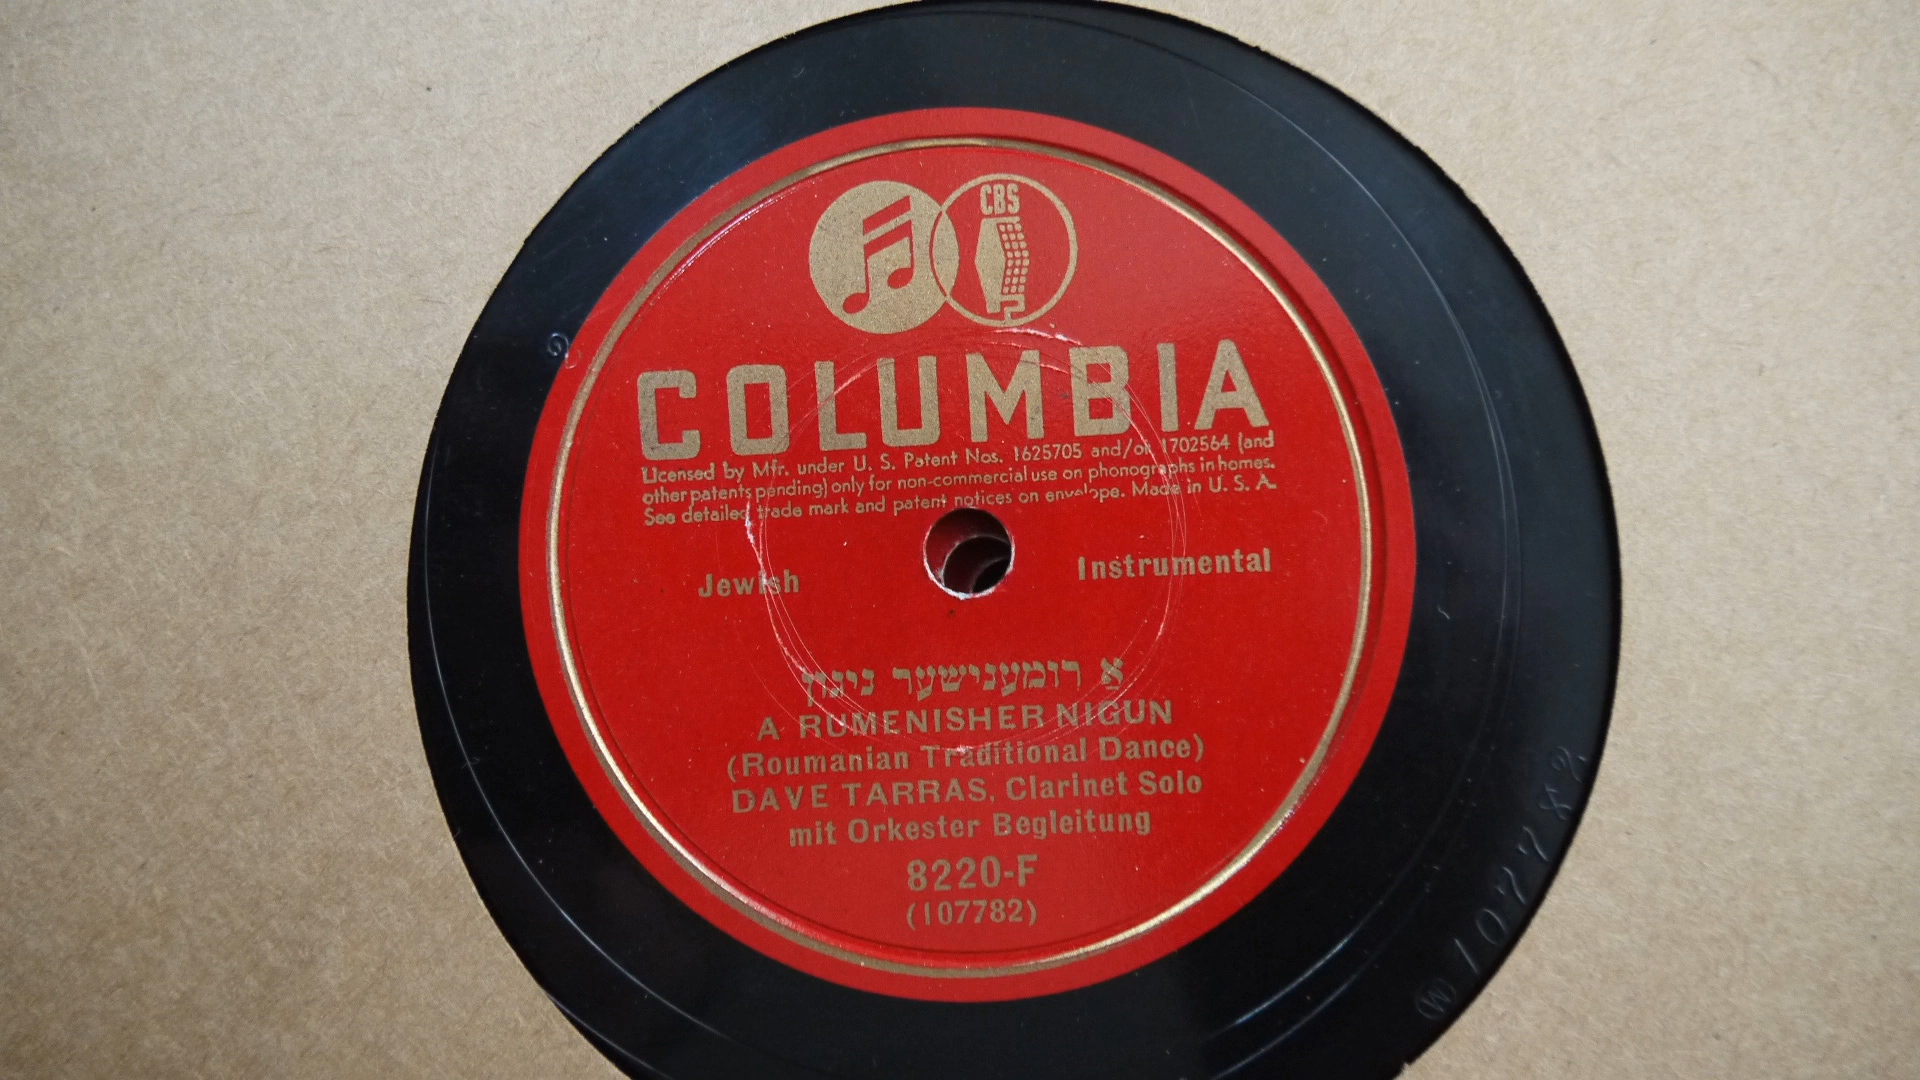 CBS
COLUMBIA
Licensed by Mfr. under U. S. Patent Nos. 1625705 and/or 1702564 (and
other patents pending) only for non-commercial use on phonographs in homes.
See detailed trade mark and patent notices on envelope. Made in U. S. A.
Jewish Instrumental
אַ רומענישער ניגון
A RUMENISHER NIGUN
(Roumanian Traditional Dance)
DAVE TARRAS, Clarinet Solo
mit Orkester Begleitung
8220-F
(107782)
W 107782